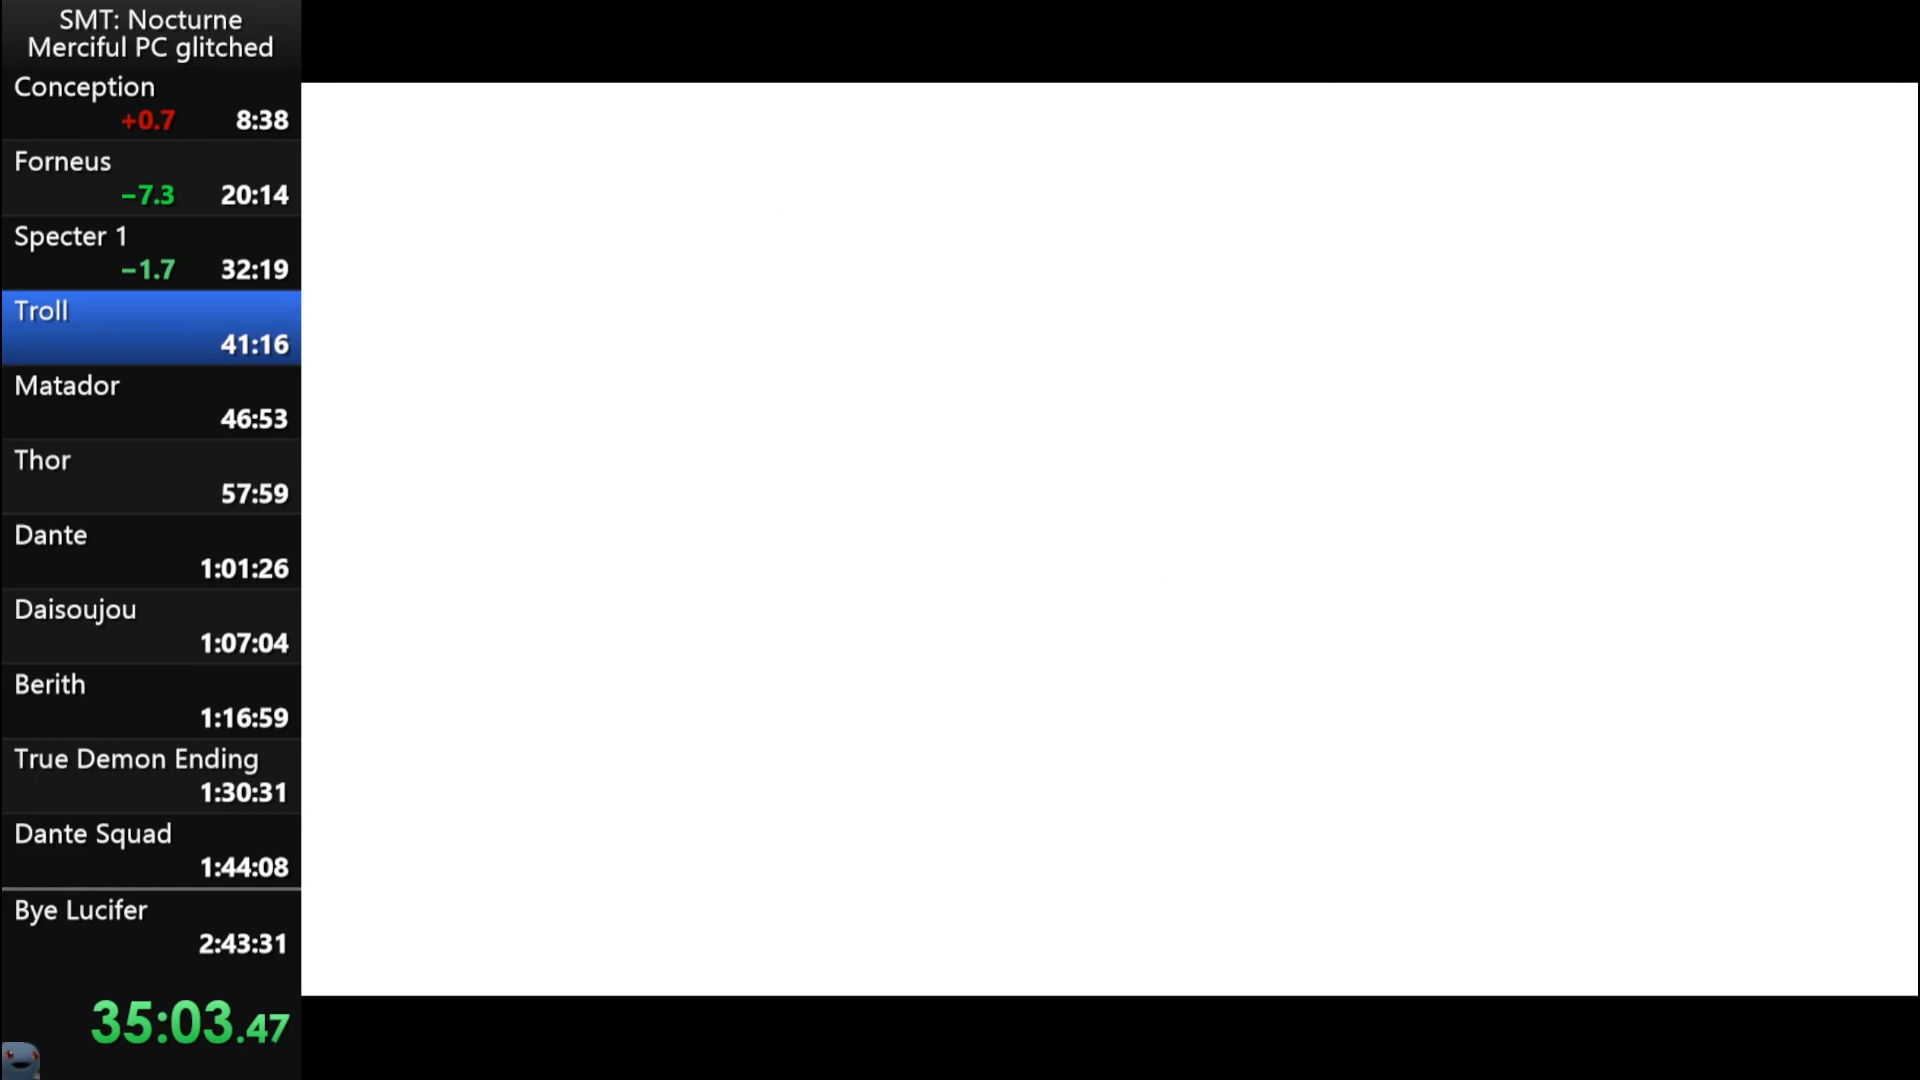 SMT: Nocturne
Merciful PC glitched
Conception
+0.7 8:38
Forneus
−7.3 20:14
Specter 1
−1.7 32:19
Troll
41:16
Matador
46:53
Thor
57:59
Dante
1:01:26
Daisoujou
1:07:04
Berith
1:16:59
True Demon Ending
1:30:31
Dante Squad
1:44:08
Bye Lucifer
2:43:31
35:03.47